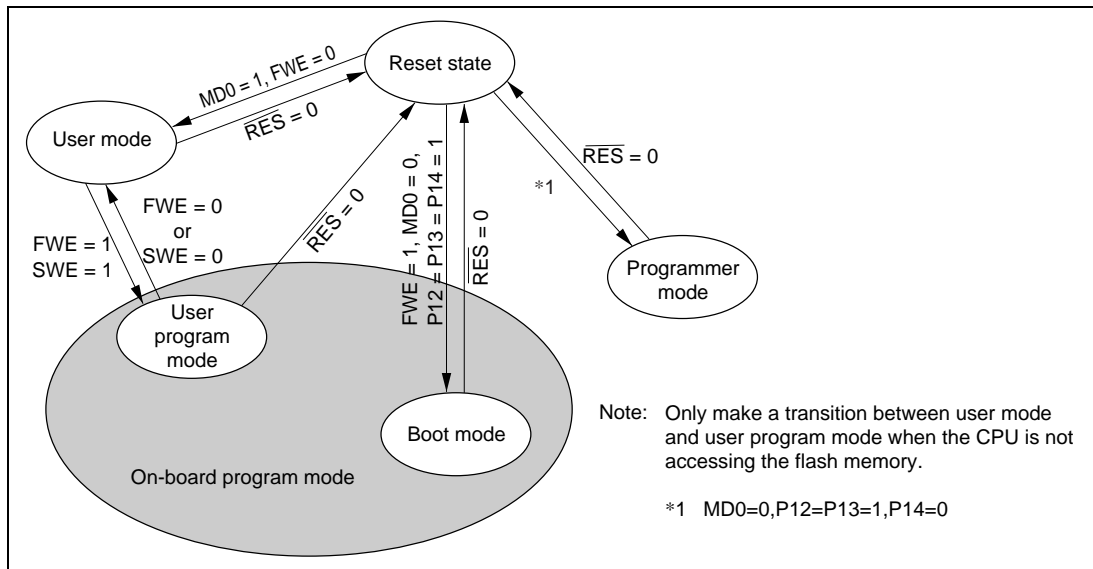 Reset state
MD0 = 1, FWE = 0
RES = 0
User mode
FWE = 1
SWE = 1
FWE = 0
or
SWE = 0
RES = 0
FWE = 1, MD0 = 0,
P12 = P13 = P14 = 1
RES = 0
*1
RES = 0
Programmer
mode
User
program
mode
Boot mode
On-board program mode
Note: Only make a transition between user mode
and user program mode when the CPU is not
accessing the flash memory.
*1 MD0=0,P12=P13=1,P14=0